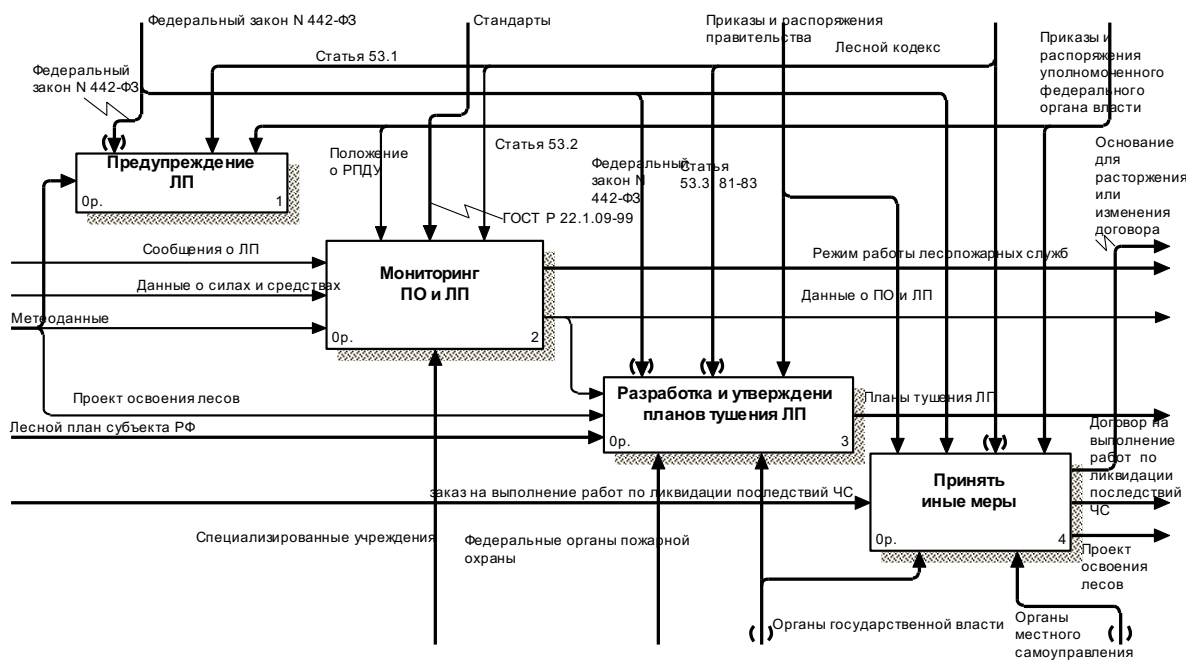 Федеральный закон N 442-ФЗ
Стандарты
Приказы и распоряжения
правительства
Лесной кодекс
Приказы и
распоряжения
уполномоченного
федерального
органа власти
Статья 53.1
Федеральный
закон N 442-ФЗ
Основание
для
расторжения
или
изменения
договора
Положение
о РПДУ
Статья 53.2
Федеральный
закон N
442-ФЗ
Статья
53.3, 81-83
Предупреждение
ЛП
0р.
1
ГОСТ Р 22.1.09-99
Сообщения о ЛП
Данные о силах и средствах
Метеоданные
Мониторинг
ПО и ЛП
0р.
2
Режим работы лесопожарных служб
Данные о ПО и ЛП
Проект освоения лесов
Лесной план субъекта РФ
Разработка и утверждени
планов тушения ЛП
0р.
3
Планы тушения ЛП
Договор на
выполнение
работ по
ликвидации
последствий
ЧС
заказ на выполнение работ по ликвидации последствий ЧС
Принять
иные меры
0р.
4
Специализированные учреждения
Федеральные органы пожарной
охраны
Проект
освоения
лесов
Органы государственной власти
Органы
местного
самоуправления